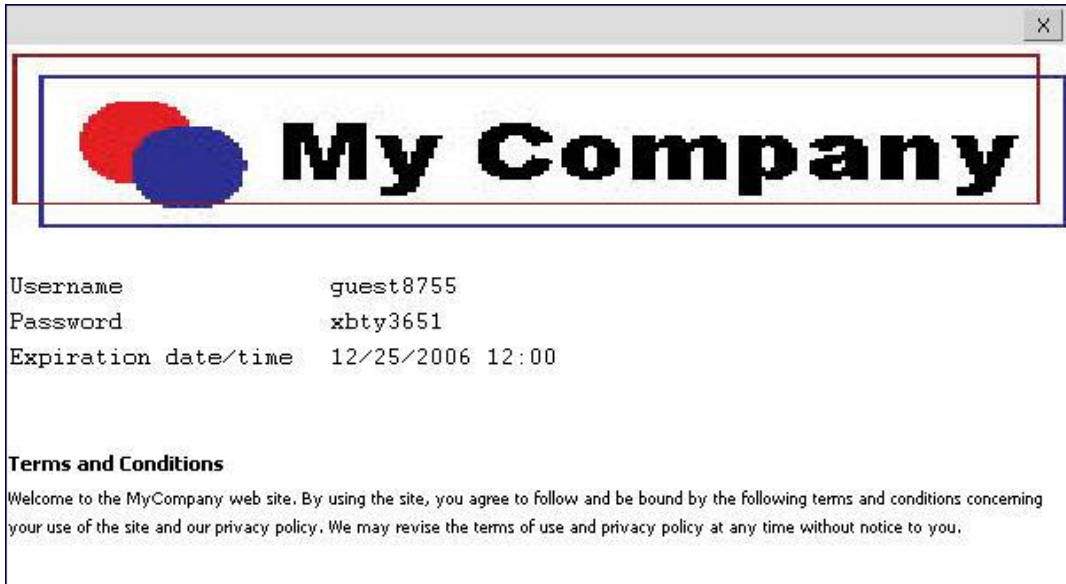 X
My Company
Username guest8755
Password xbty3651
Expiration date/time 12/25/2006 12:00
Terms and Conditions
Welcome to the MyCompany web site. By using the site, you agree to follow and be bound by the following terms and conditions concerning
your use of the site and our privacy policy. We may revise the terms of use and privacy policy at any time without notice to you.